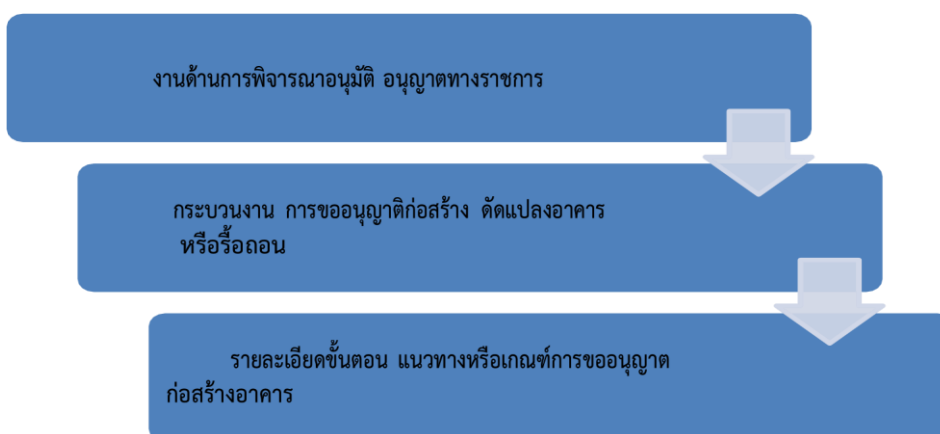 งานด้านการพิจารณาอนุมัติ อนุญาตทางราชการ
กระบวนงาน การขออนุญาติก่อสร้าง ดัดแปลงอาคาร
หรือรื้อถอน
รายละเอียดขั้นตอน แนวทางหรือเกณฑ์การขออนุญาต
ก่อสร้างอาคาร